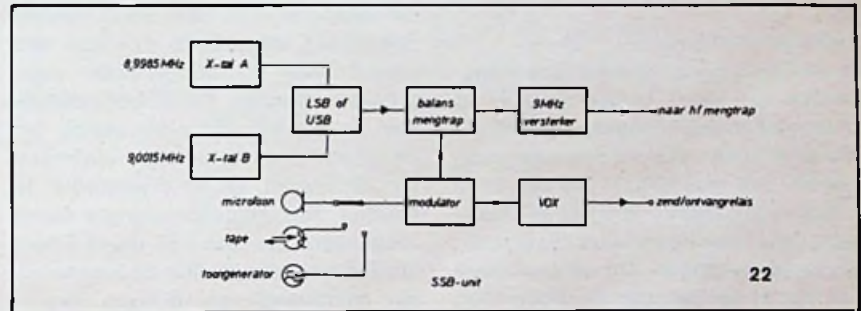 8,9985 MHz
X-tal A
LSB of
USB
balans
mengtrap
9MHz
versterker
naar hf mengtrap
9,0015 MHz
X-tal B
microfoon
modulator
VOX
zend/ontvangrelais
tape
toongenerator
SSB-unit
22